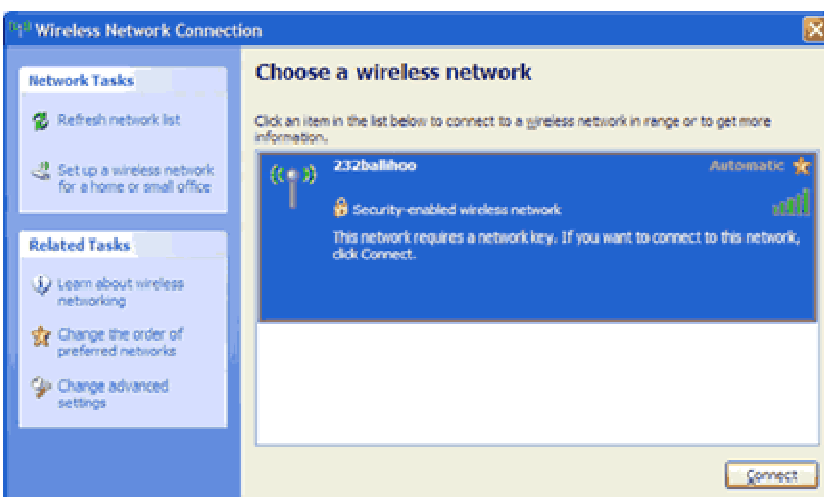 Wireless Network Connection
Network Tasks
Refresh network list
Set up a wireless network
for a home or small office
Related Tasks
Learn about wireless
networking
Change the order of
preferred networks
Change advanced
settings
Choose a wireless network
Click an item in the list below to connect to a wireless network in range or to get more
information.
232ballihoo
Automatic
Security-enabled wireless network
This network requires a network key. If you want to connect to this network,
click Connect.
Connect